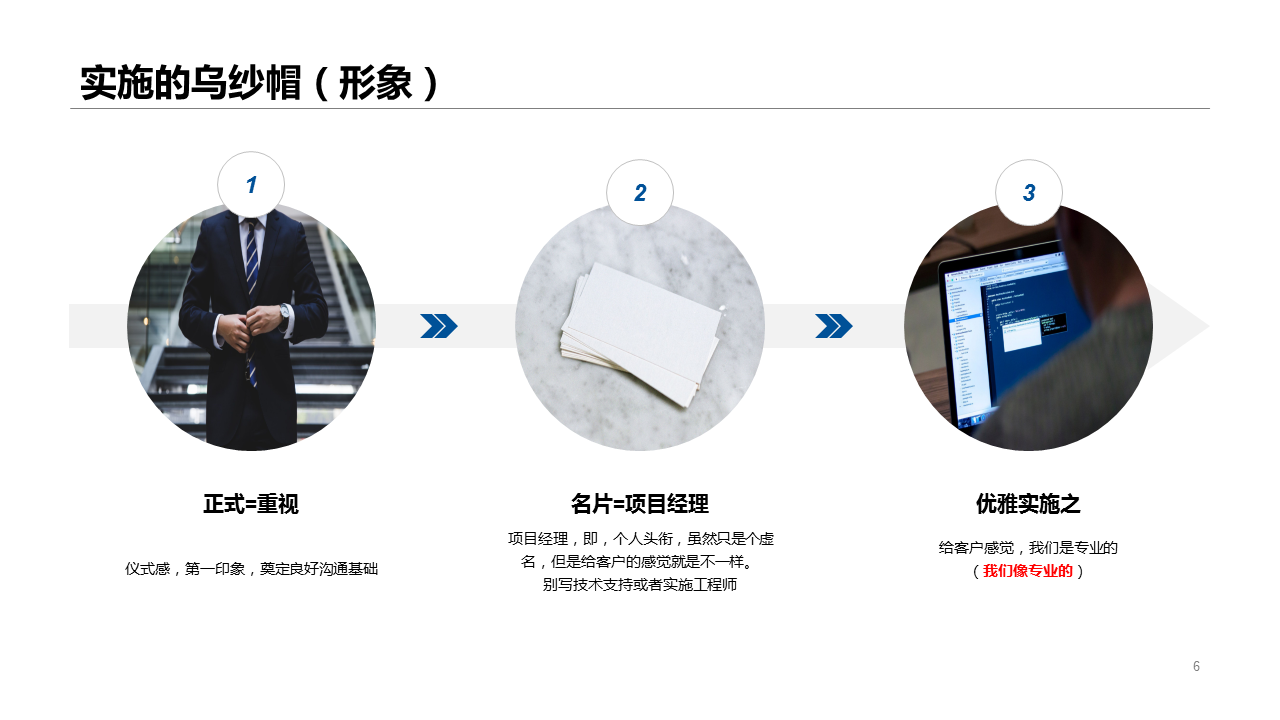 实施的乌纱帽（形象）
1
2
3
正式=重视
仪式感，第一印象，奠定良好沟通基础
名片=项目经理
项目经理，即，个人头衔，虽然只是个虚
名，但是给客户的感觉就是不一样。
别写技术支持或者实施工程师
优雅实施之
给客户感觉，我们是专业的
（我们像专业的）
6